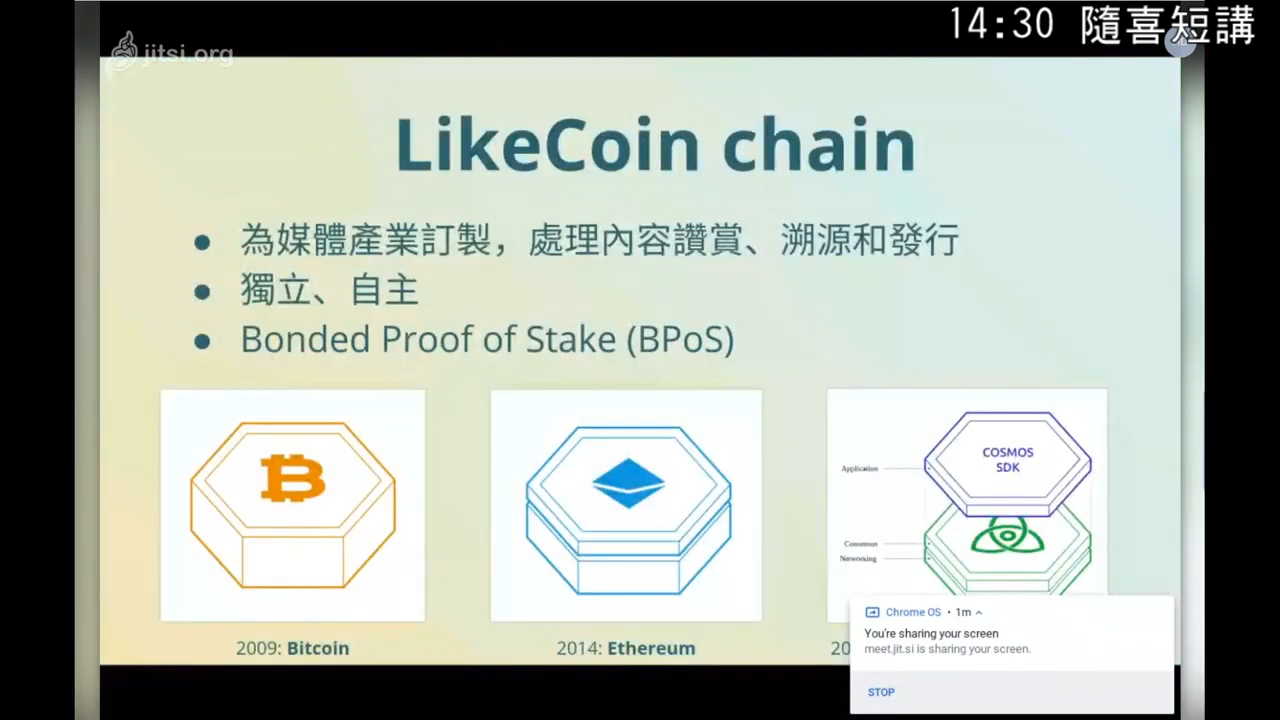 14:30 隨喜短講
jitsi.org
LikeCoin chain
● 為媒體產業訂製，處理內容讚賞、溯源和發行
● 獨立、自主
● Bonded Proof of Stake (BPoS)
COSMOS
SDK
Application
Consensus
Networking
2009: Bitcoin
2014: Ethereum
20
Chrome OS • 1m
You're sharing your screen
meet.jit.si is sharing your screen.
STOP